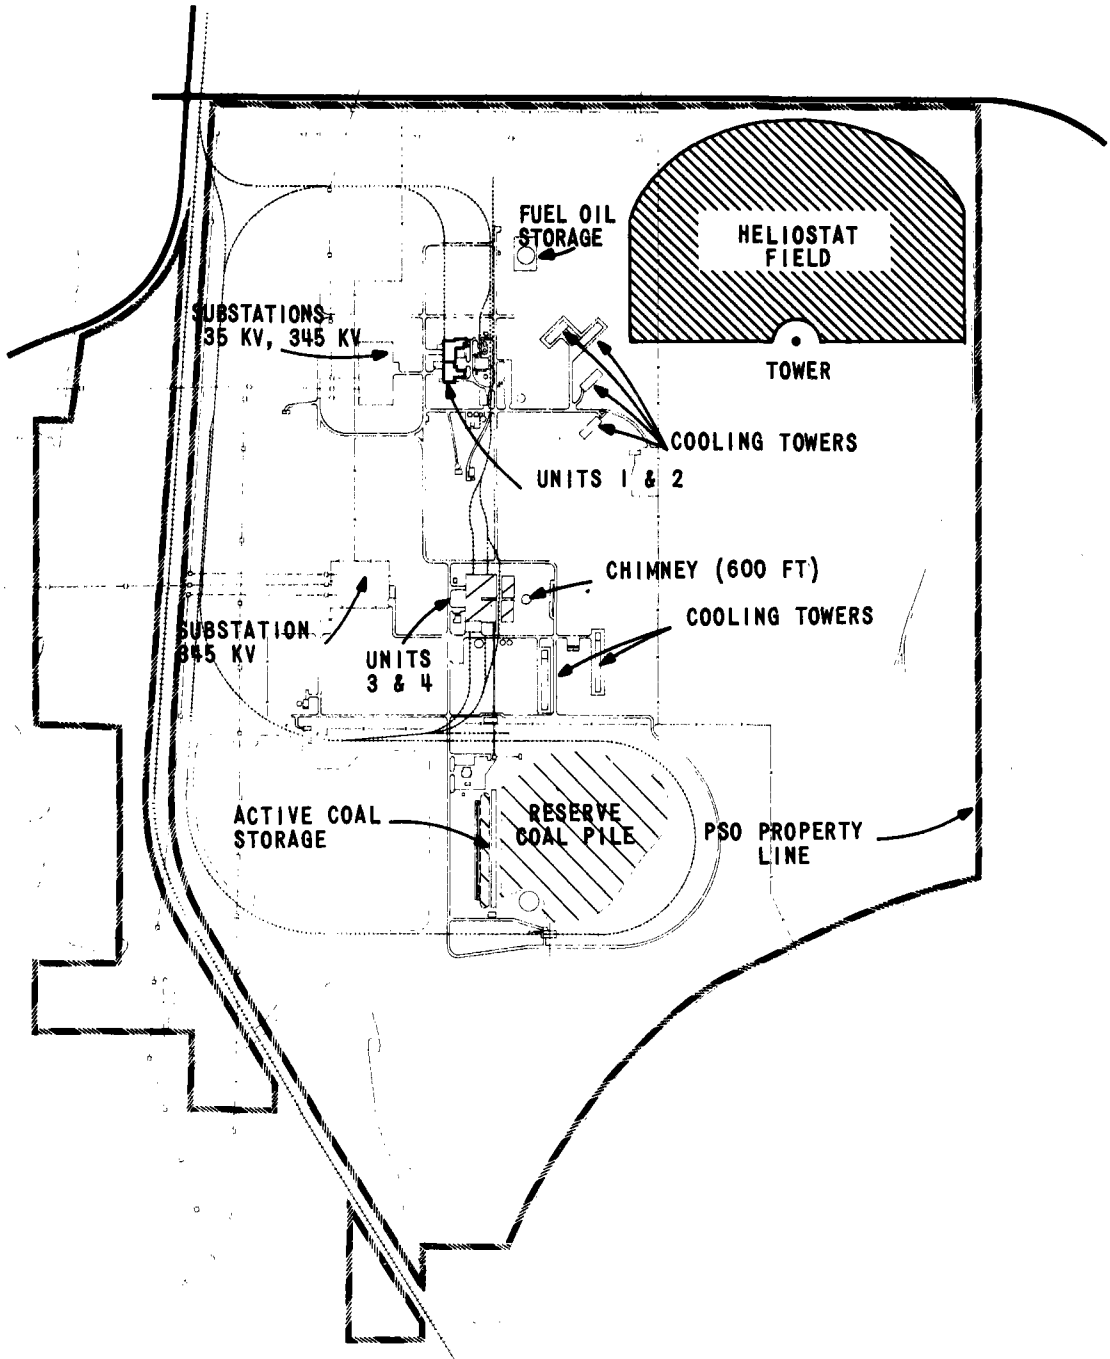 FUEL OIL
STORAGE
HELIOSTAT
FIELD
SUBSTATIONS
35 KV, 345 KV
TOWER
COOLING TOWERS
UNITS 1 & 2
CHIMNEY (600 FT)
COOLING TOWERS
SUBSTATION
345 KV
UNITS
3 & 4
ACTIVE COAL
STORAGE
RESERVE
COAL PILE
PSO PROPERTY
LINE